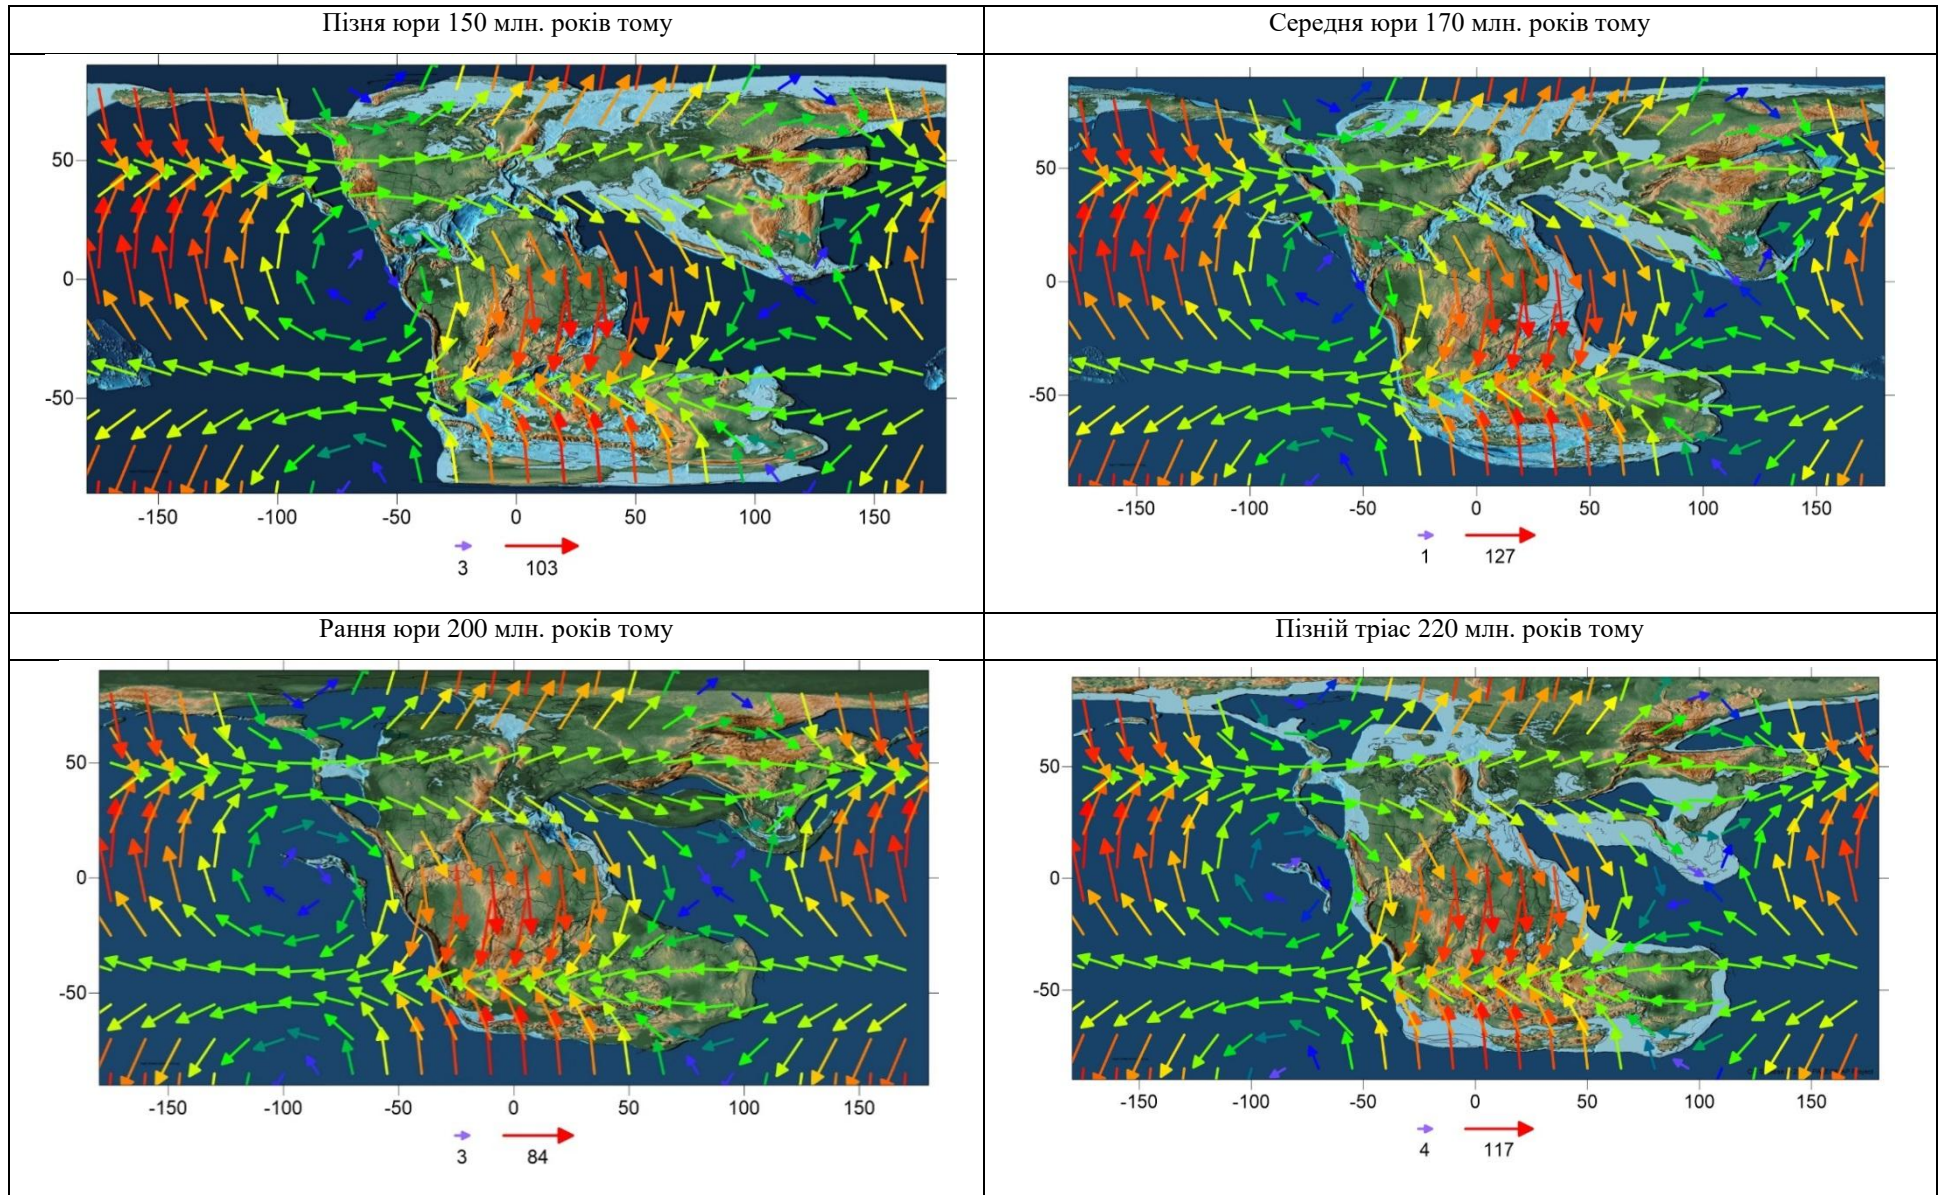 Пізня юри 150 млн. років тому
Середня юри 170 млн. років тому
50
0
-50
-150 -100 -50 0 50 100 150
3 103
50
0
-50
-150 -100 -50 0 50 100 150
1 127
Рання юри 200 млн. років тому
Пізній тріас 220 млн. років тому
50
0
-50
-150 -100 -50 0 50 100 150
3 84
50
0
-50
-150 -100 -50 0 50 100 150
4 117